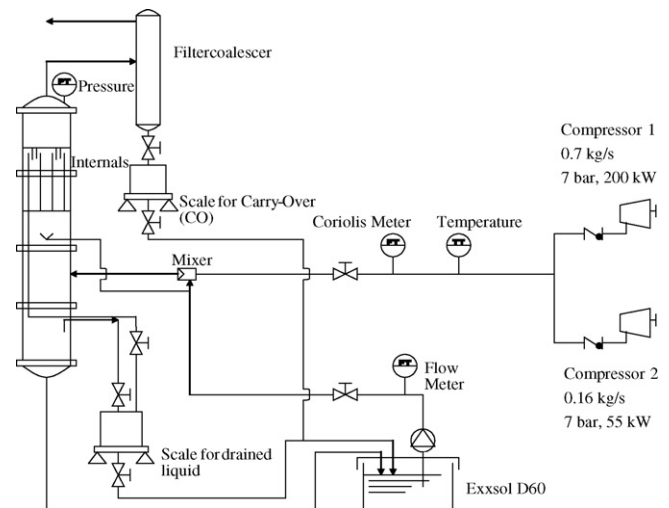 Filtercoalescer
PT
Pressure
Internals
Compressor 1
0.7 kg/s
7 bar, 200 kW
Scale for Carry-Over
(CO)
Coriolis Meter
Temperature
FT
TT
Mixer
FT
Flow
Meter
Compressor 2
0.16 kg/s
7 bar, 55 kW
Scale for drained
liquid
Exxsol D60